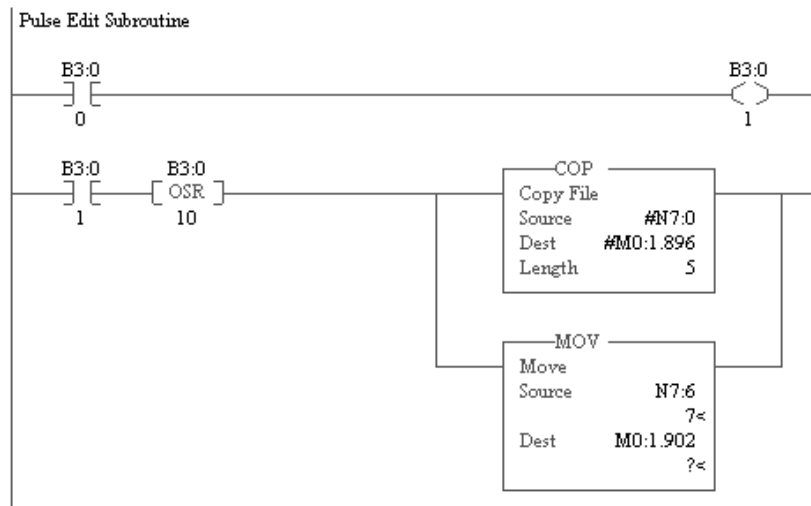 Pulse Edit Subroutine
B3:0 B3:0
0 1
B3:0 B3:0
OSR
1 10
COP
Copy File
Source #N7:0
Dest #M0:1.896
Length 5
MOV
Move
Source N7:6
7<
Dest M0:1.902
?<